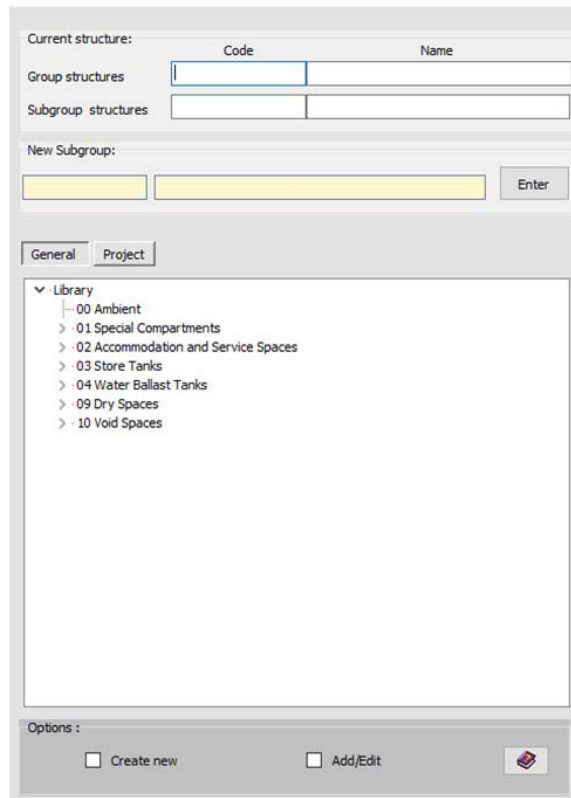 Current structure:
Code Name
Group structures
Subgroup structures
New Subgroup:
Enter
General Project
Library
00 Ambient
01 Special Compartments
02 Accommodation and Service Spaces
03 Store Tanks
04 Water Ballast Tanks
09 Dry Spaces
10 Void Spaces
Options :
Create new Add/Edit